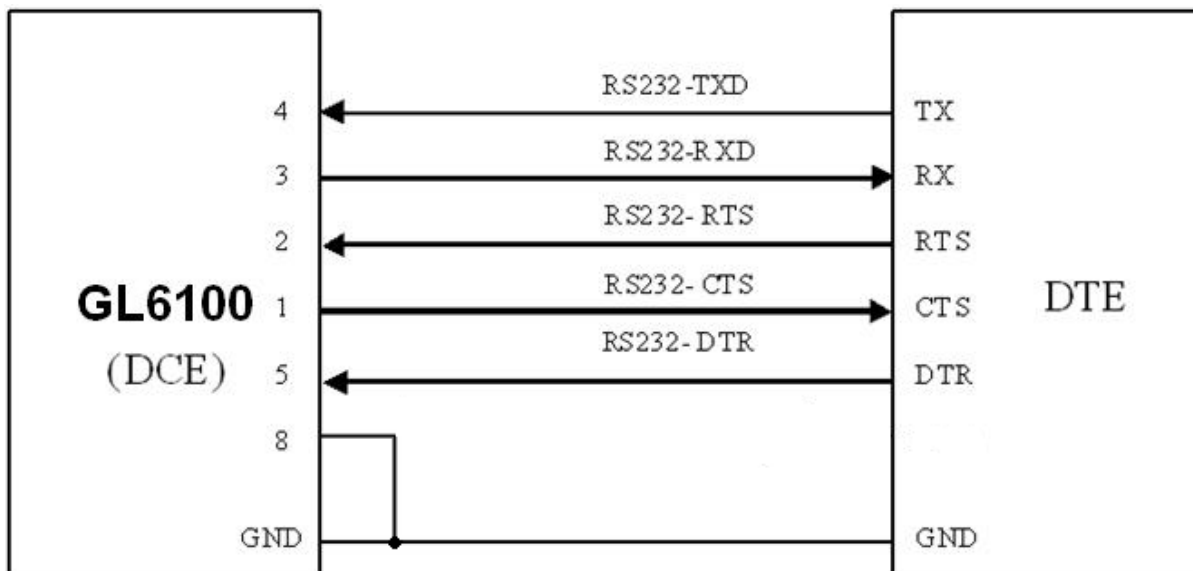 RS232-TXD
4 TX
RS232-RXD
3 RX
RS232- RTS
2 RTS
RS232- CTS
GL6100 1 CTS DTE
RS232- DTR
(DCE) 5 DTR
8
GND GND